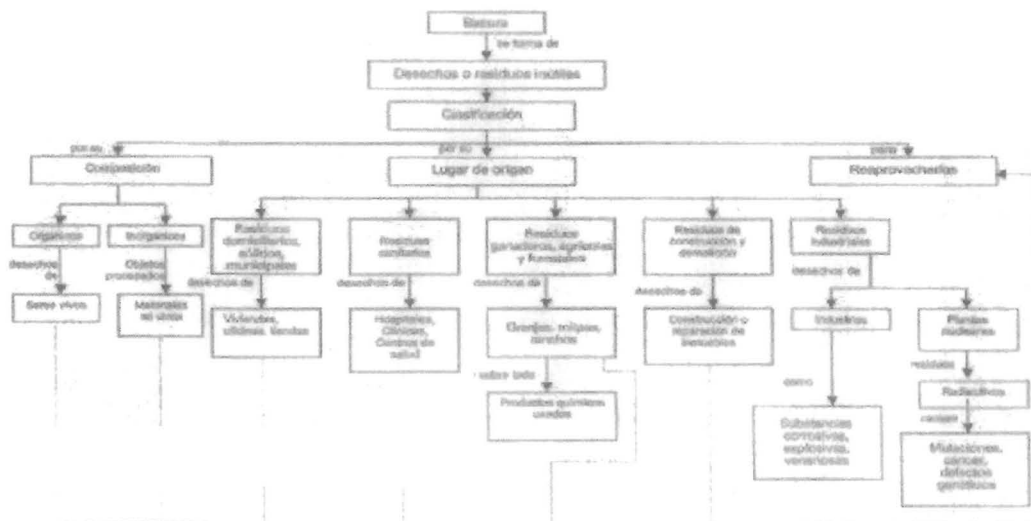 Basura
se forma de
Desechos o residuos inútiles
Clasificación
por su
por su
para
Composición
Lugar de origen
Reaprovecharlos
Orgánicos
Inorgánicos
Residuos
domiciliarios,
sólidos,
municipales
Residuos
sanitarios
Residuos
ganaderos, agrícolas
y forestales
Residuos de
construcción y
demolición
Residuos
industriales
desechos
de
Objetos
procesados
desechos de
desechos de
desechos de
desechos de
desechos de
Seres vivos
Materiales
no vivos
Viviendas,
oficinas, tiendas
Hospitales,
Clínicas,
Centros de
salud
Granjas, milpas,
ranchos
Construcción o
reparación de
inmuebles
Industrias
Plantas
nucleares
sobre todo
Productos químicos
usados
como
Substancias
corrosivas,
explosivas,
venenosas
residuos
Radiactivos
causan
Mutaciones,
cáncer,
defectos
genéticos